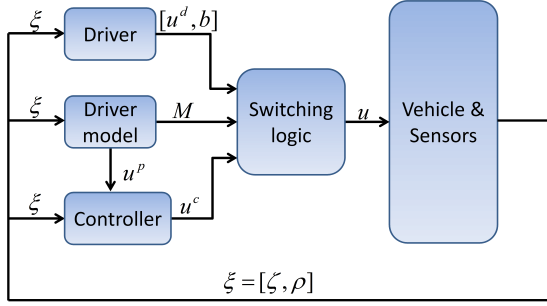 ξ
Driver
[u^d, b]
ξ
Driver
model
M
Switching
logic
u
Vehicle &
Sensors
u^p
ξ
Controller
u^c
ξ = [ζ, ρ]